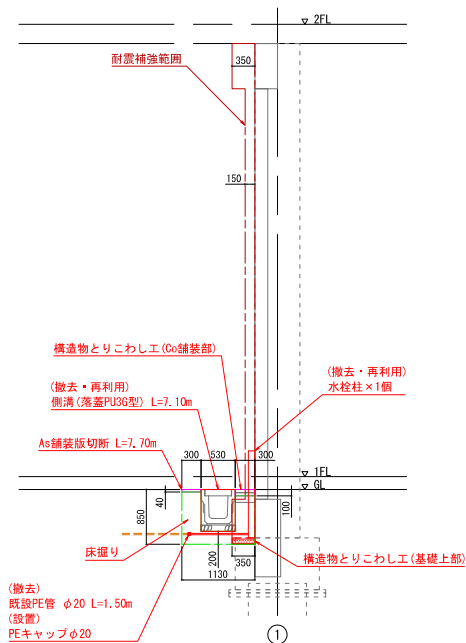 2FL
耐震補強範囲
350
150
構造物とりこわし工(Co舗装部)
(撤去・再利用)
側溝(落蓋PU3G型) L=7.10m
(撤去・再利用)
水栓柱×1個
As舗装版切断 L=7.70m
300
530
300
1FL
GL
40
850
100
床掘り
200
350
1130
構造物とりこわし工(基礎上部)
(撤去)
既設PE管 φ20 L=1.50m
(設置)
PEキャップφ20
1